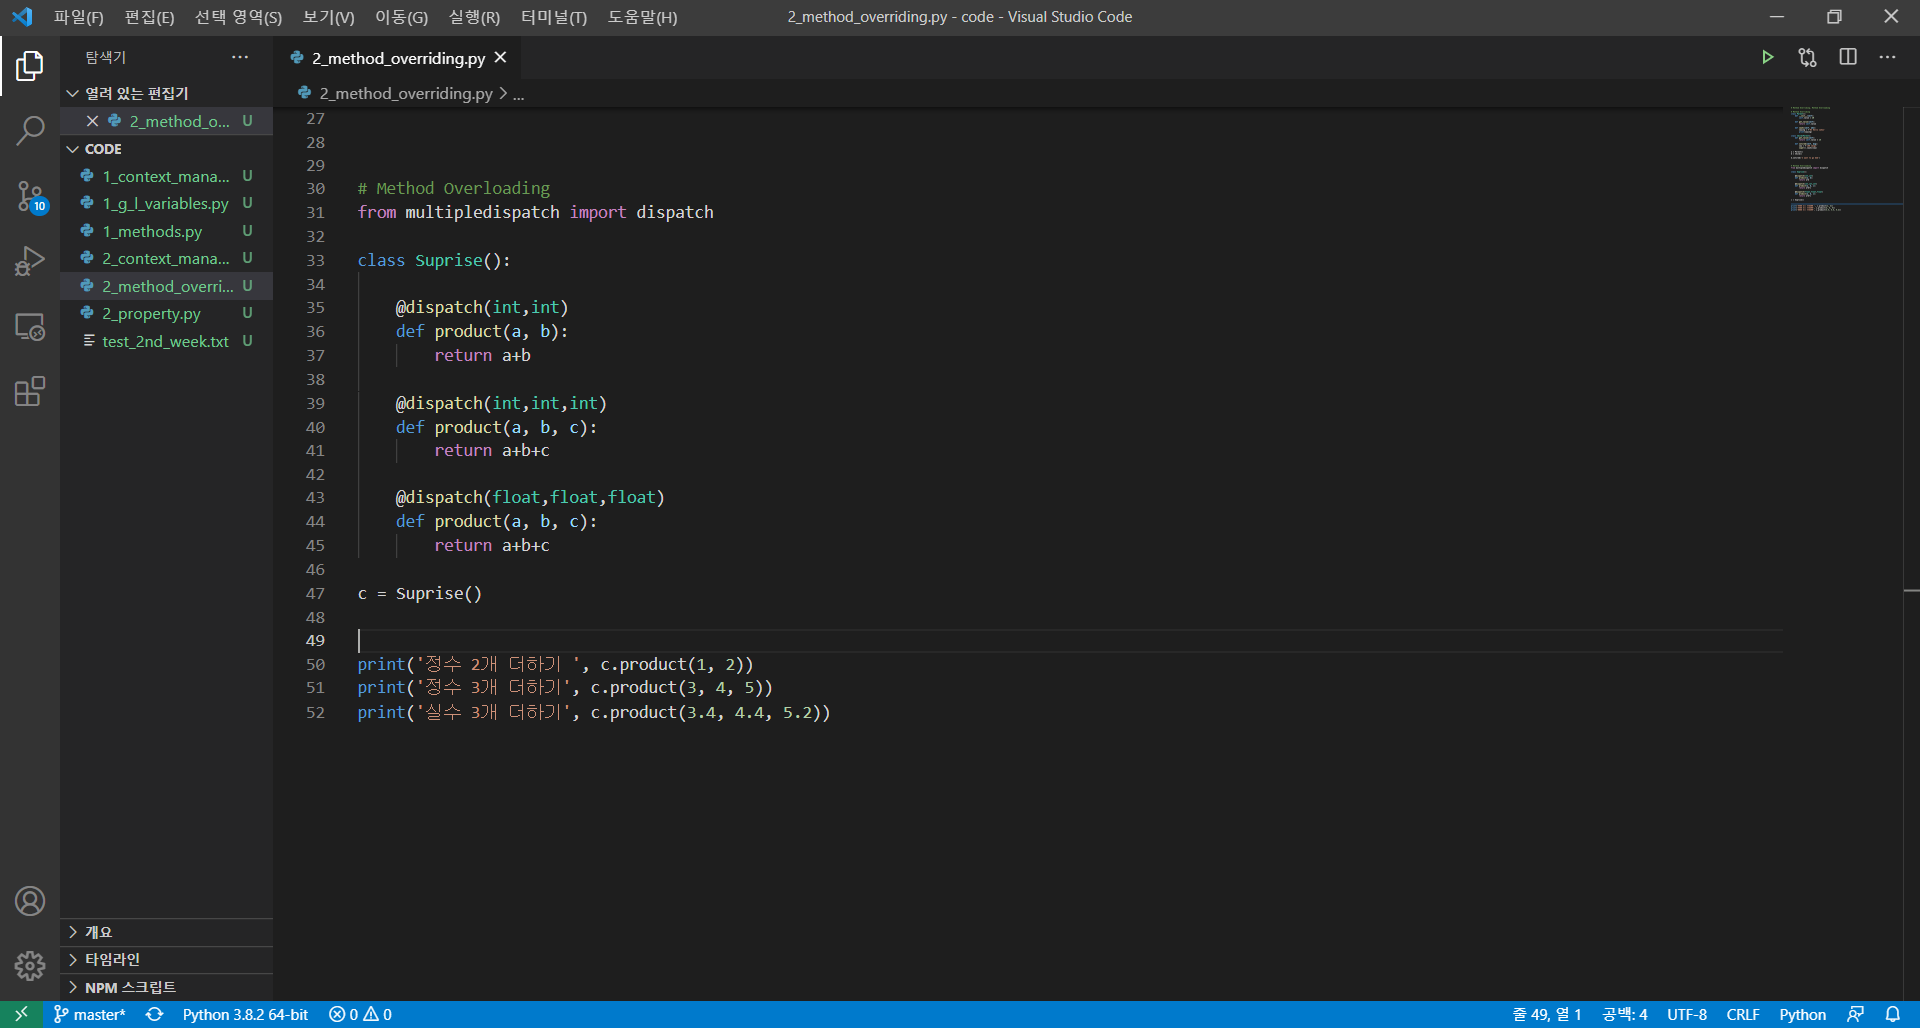 파일(F) 편집(E) 선택 영역(S) 보기(V) 이동(G) 실행(R) 터미널(T) 도움말(H) 2_method_overriding.py - code - Visual Studio Code
탐색기 ...
열려 있는 편집기
2_method_o... U
CODE
1_context_mana... U
1_g_l_variables.py U
1_methods.py U
2_context_mana... U
2_method_overri... U
2_property.py U
test_2nd_week.txt U
10
개요
타임라인
NPM 스크립트
2_method_overriding.py
2_method_overriding.py > ...
27
28
29
30 # Method Overloading
31 from multipledispatch import dispatch
32
33 class Suprise():
34
35     @dispatch(int,int)
36     def product(a, b):
37         return a+b
38
39     @dispatch(int,int,int)
40     def product(a, b, c):
41         return a+b+c
42
43     @dispatch(float,float,float)
44     def product(a, b, c):
45         return a+b+c
46
47 c = Suprise()
48
49
50 print('정수 2개 더하기 ', c.product(1, 2))
51 print('정수 3개 더하기', c.product(3, 4, 5))
52 print('실수 3개 더하기', c.product(3.4, 4.4, 5.2))
master* Python 3.8.2 64-bit 0 0 줄 49, 열 1 공백: 4 UTF-8 CRLF Python